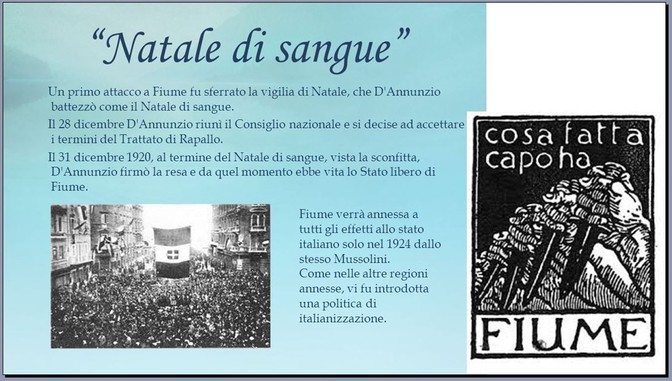 “Natale di sangue”
Un primo attacco a Fiume fu sferrato la vigilia di Natale, che D'Annunzio
battezzò come il Natale di sangue.
Il 28 dicembre D'Annunzio riunì il Consiglio nazionale e si decise ad accettare
i termini del Trattato di Rapallo.
Il 31 dicembre 1920, al termine del Natale di sangue, vista la sconfitta,
D'Annunzio firmò la resa e da quel momento ebbe vita lo Stato libero di
Fiume.
Fiume verrà annessa a
tutti gli effetti allo stato
italiano solo nel 1924 dallo
stesso Mussolini.
Come nelle altre regioni
annesse, vi fu introdotta
una politica di
italianizzazione.
cosa fatta
capo ha
FIUME